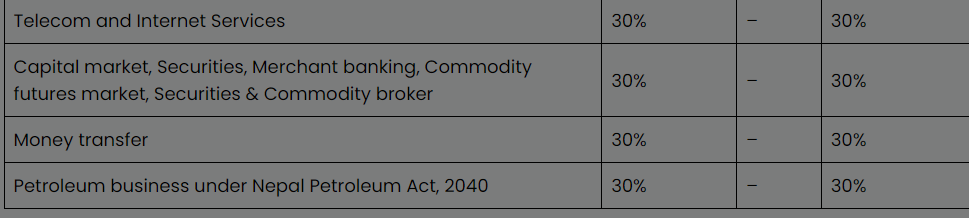 Telecom and Internet Services 30% – 30%
Capital market, Securities, Merchant banking, Commodity
futures market, Securities & Commodity broker 30% – 30%
Money transfer 30% – 30%
Petroleum business under Nepal Petroleum Act, 2040 30% – 30%